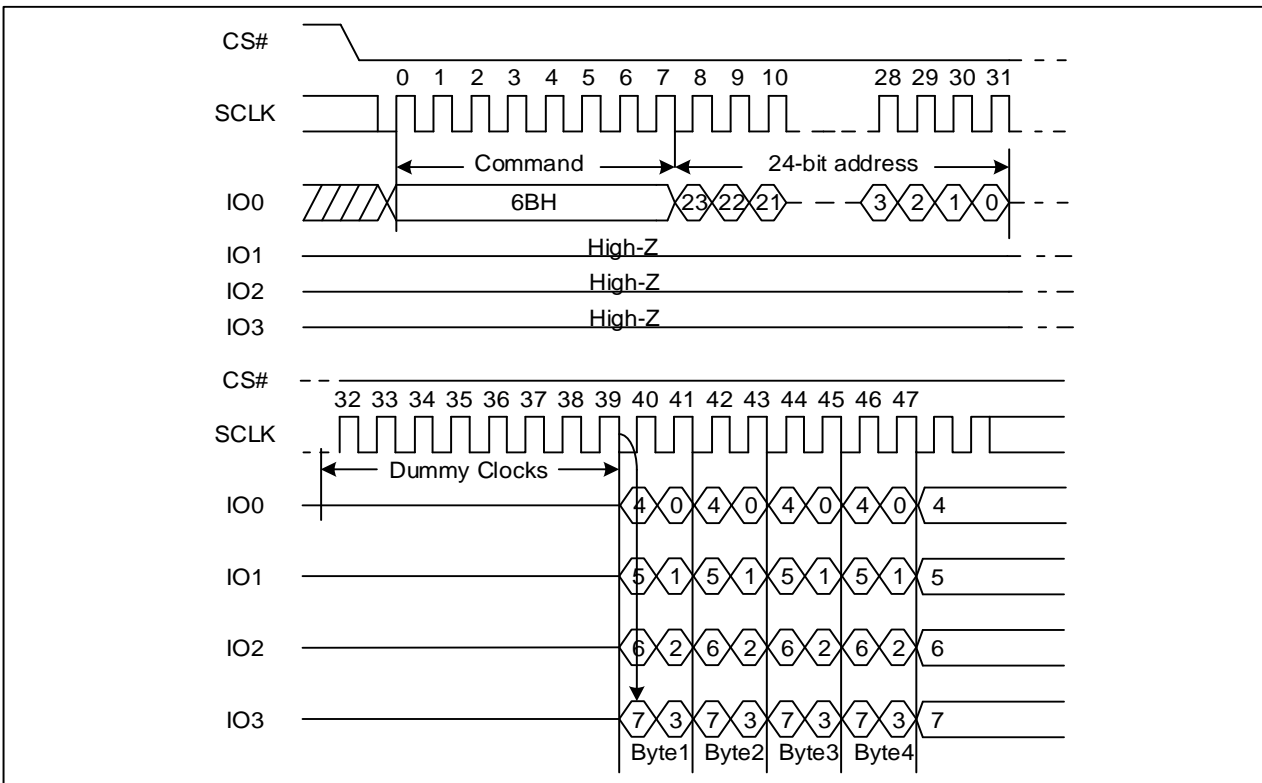 CS#
0 1 2 3 4 5 6 7 8 9 10 28 29 30 31
SCLK
Command 24-bit address
IO0 6BH 23 22 21 3 2 1 0
IO1 High-Z
IO2 High-Z
IO3 High-Z
CS#
32 33 34 35 36 37 38 39 40 41 42 43 44 45 46 47
SCLK
Dummy Clocks
IO0 4 0 4 0 4 0 4 0 4
IO1 5 1 5 1 5 1 5 1 5
IO2 6 2 6 2 6 2 6 2 6
IO3 7 3 7 3 7 3 7 3 7
Byte1 Byte2 Byte3 Byte4